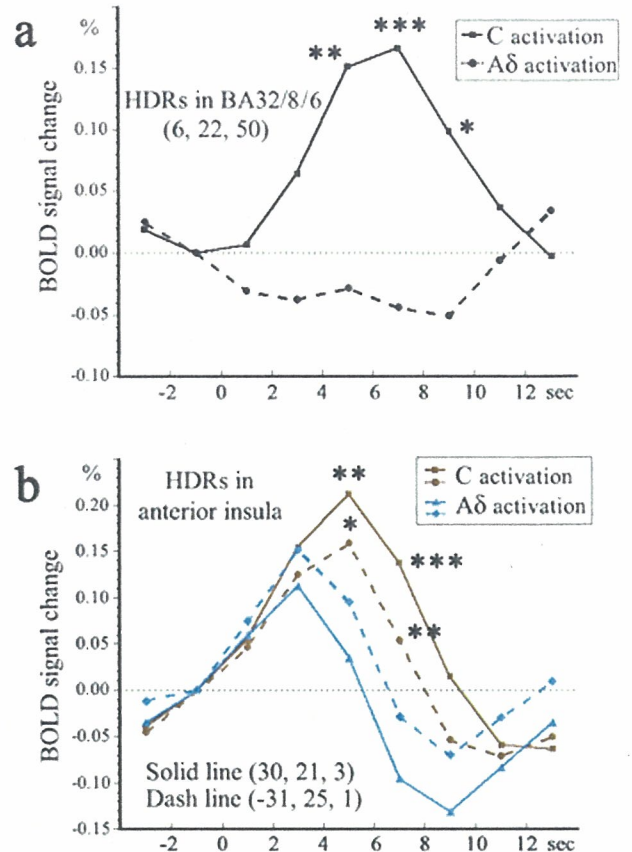 a
%
C activation
Aδ activation
**
***
*
HDRs in BA32/8/6
(6, 22, 50)
BOLD signal change
0.15
0.10
0.05
0.00
-0.05
-0.10
-2 0 2 4 6 8 10 12 sec
b
%
HDRs in
anterior insula
C activation
Aδ activation
**
*
***
**
BOLD signal change
0.20
0.15
0.10
0.05
0.00
-0.05
-0.10
-0.15
Solid line (30, 21, 3)
Dash line (-31, 25, 1)
-2 0 2 4 6 8 10 12 sec